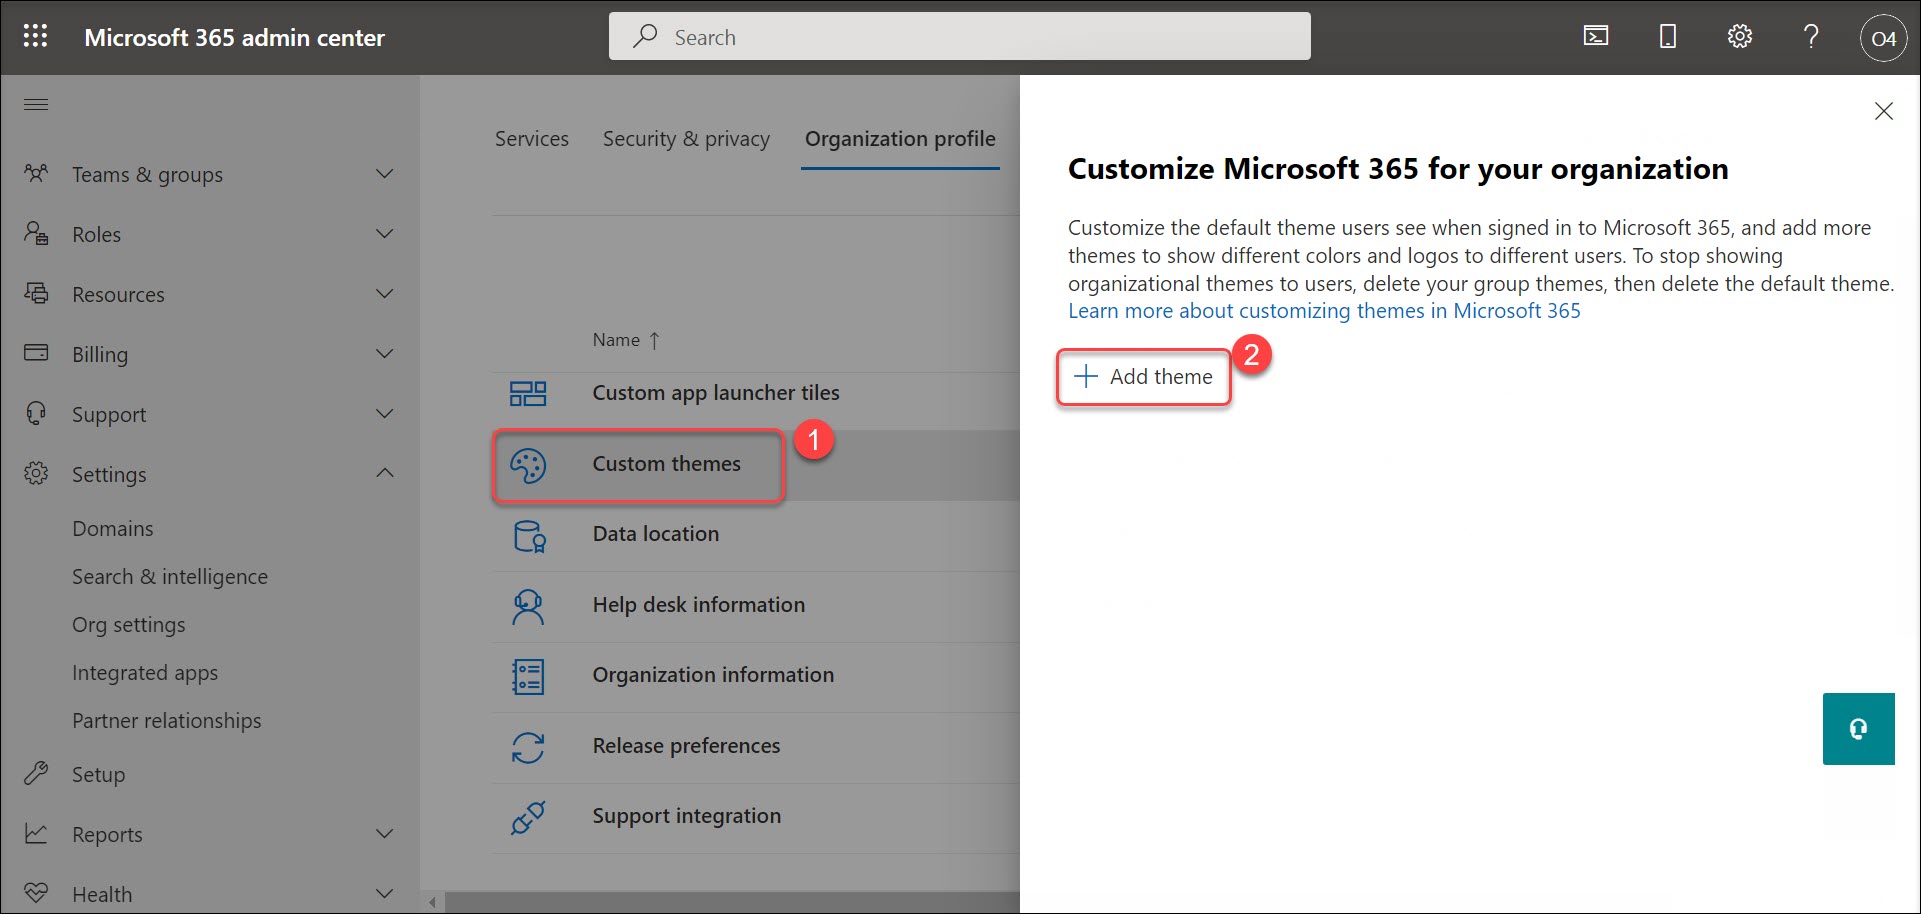 Microsoft 365 admin center
Search
O4
Teams & groups
Roles
Resources
Billing
Support
Settings
Domains
Search & intelligence
Org settings
Integrated apps
Partner relationships
Setup
Reports
Health
Services
Security & privacy
Organization profile
Name ↑
Custom app launcher tiles
Custom themes
1
Data location
Help desk information
Organization information
Release preferences
Support integration
Customize Microsoft 365 for your organization
Customize the default theme users see when signed in to Microsoft 365, and add more
themes to show different colors and logos to different users. To stop showing
organizational themes to users, delete your group themes, then delete the default theme.
Learn more about customizing themes in Microsoft 365
Add theme
2